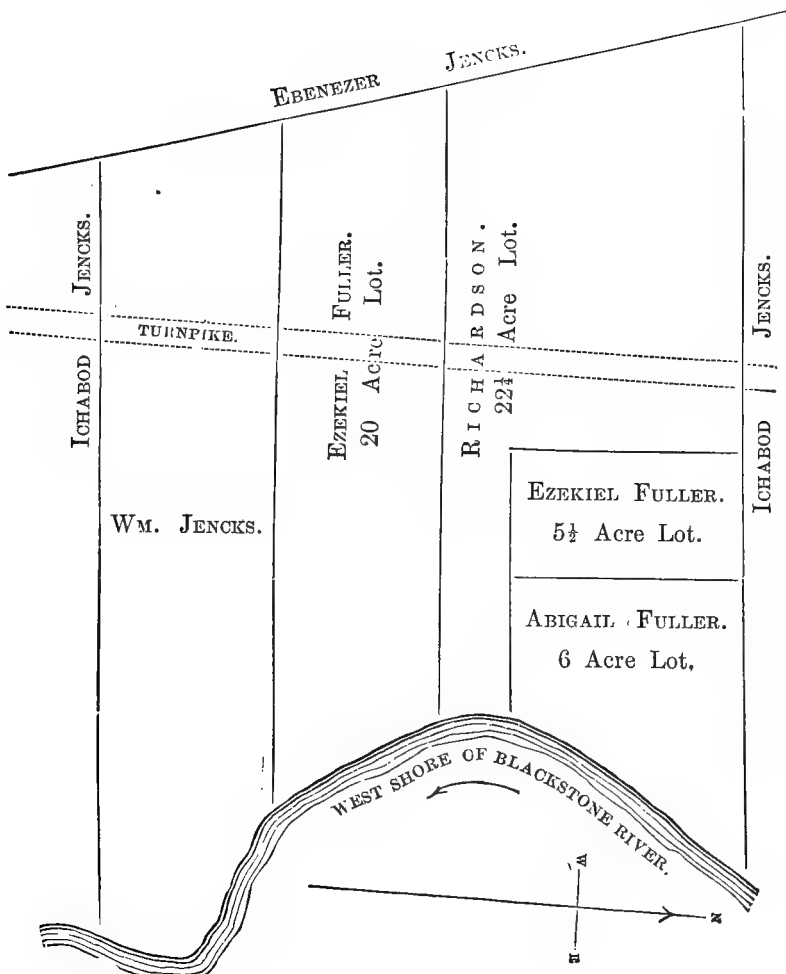 EBENEZER JENCKS.
ICHABOD JENCKS.
TURNPIKE.
WM. JENCKS.
EZEKIEL FULLER.
20 Acre Lot.
RICHARDSON.
22¼ Acre Lot.
EZEKIEL FULLER.
5½ Acre Lot.
ABIGAIL FULLER.
6 Acre Lot.
ICHABOD JENCKS.
WEST SHORE OF BLACKSTONE RIVER.
W
N
E